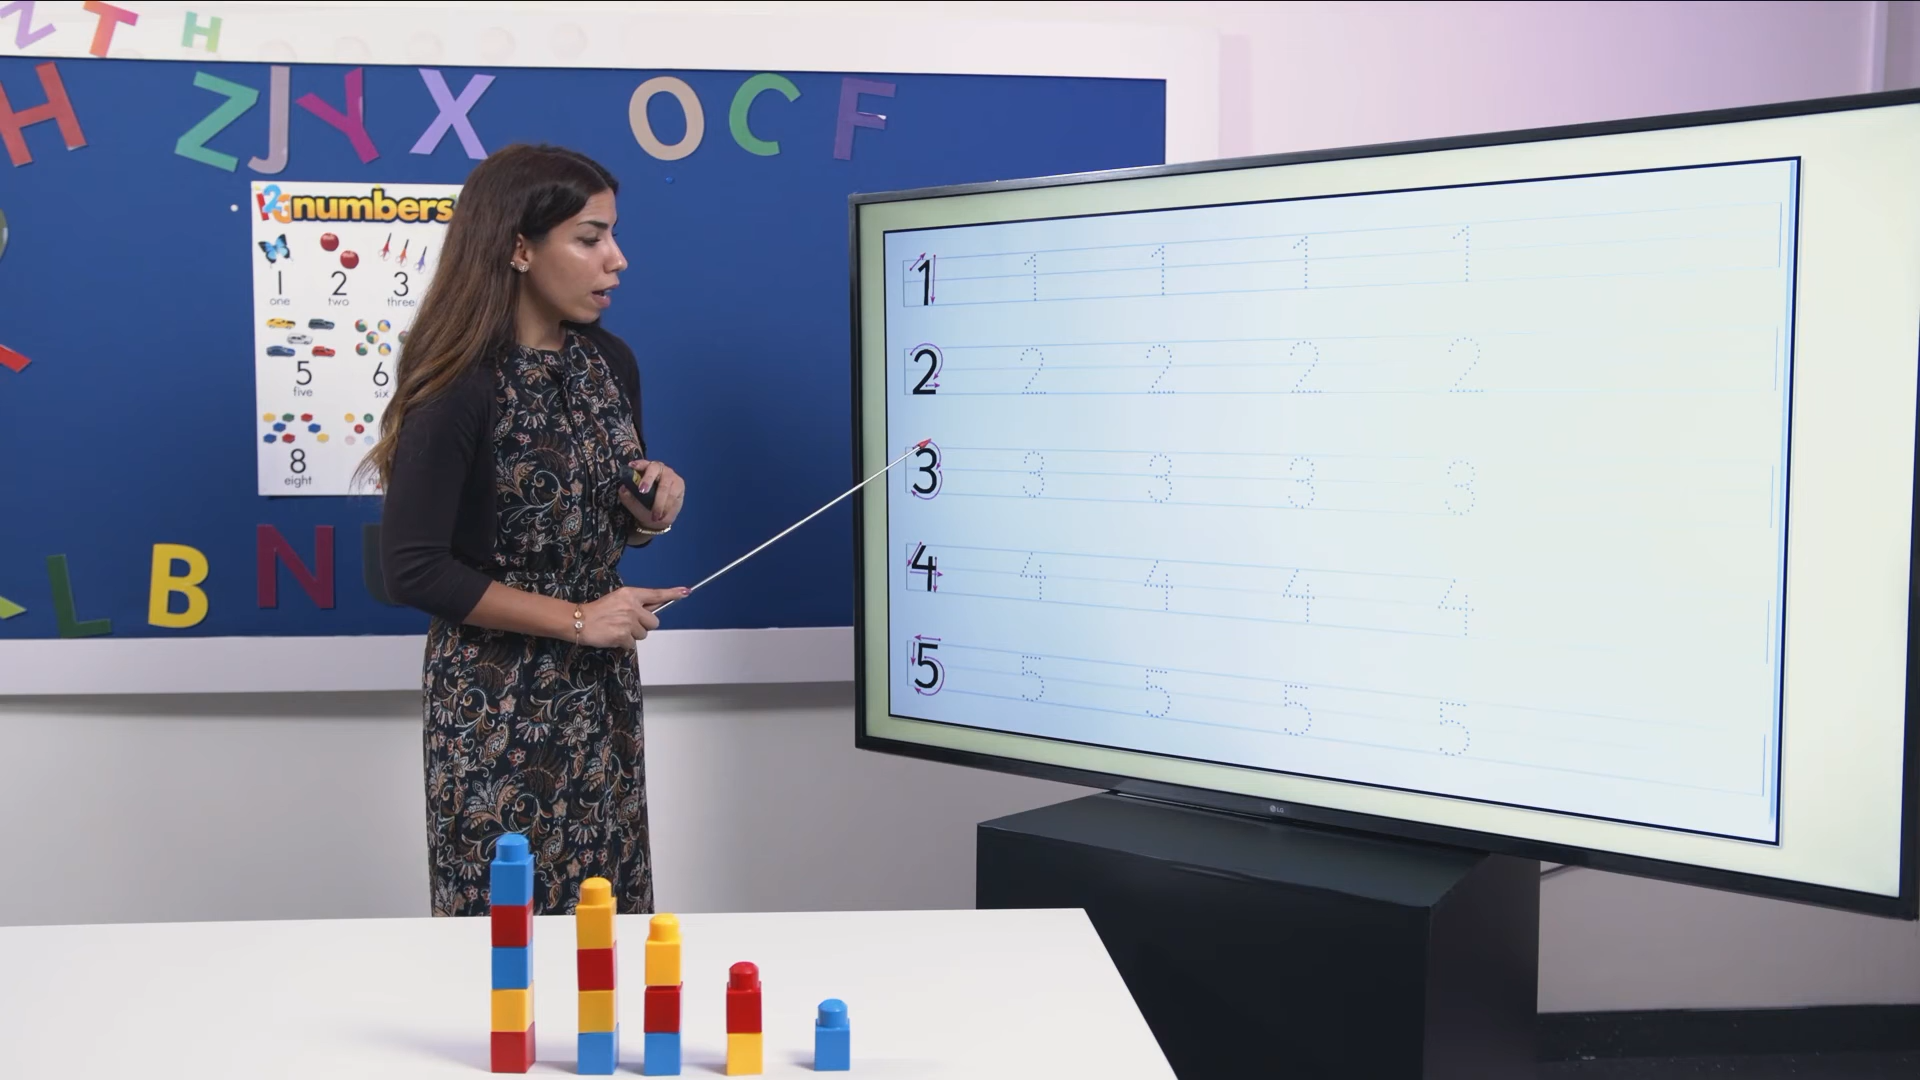 Z T H
H Z J Y X O C F
123 numbers
1 2 3
one two three
5 6
five six
8
eight
L B N
1 1 1 1 1
2 2 2 2 2
3 3 3 3 3
4 4 4 4 4
5 5 5 5 5
LG